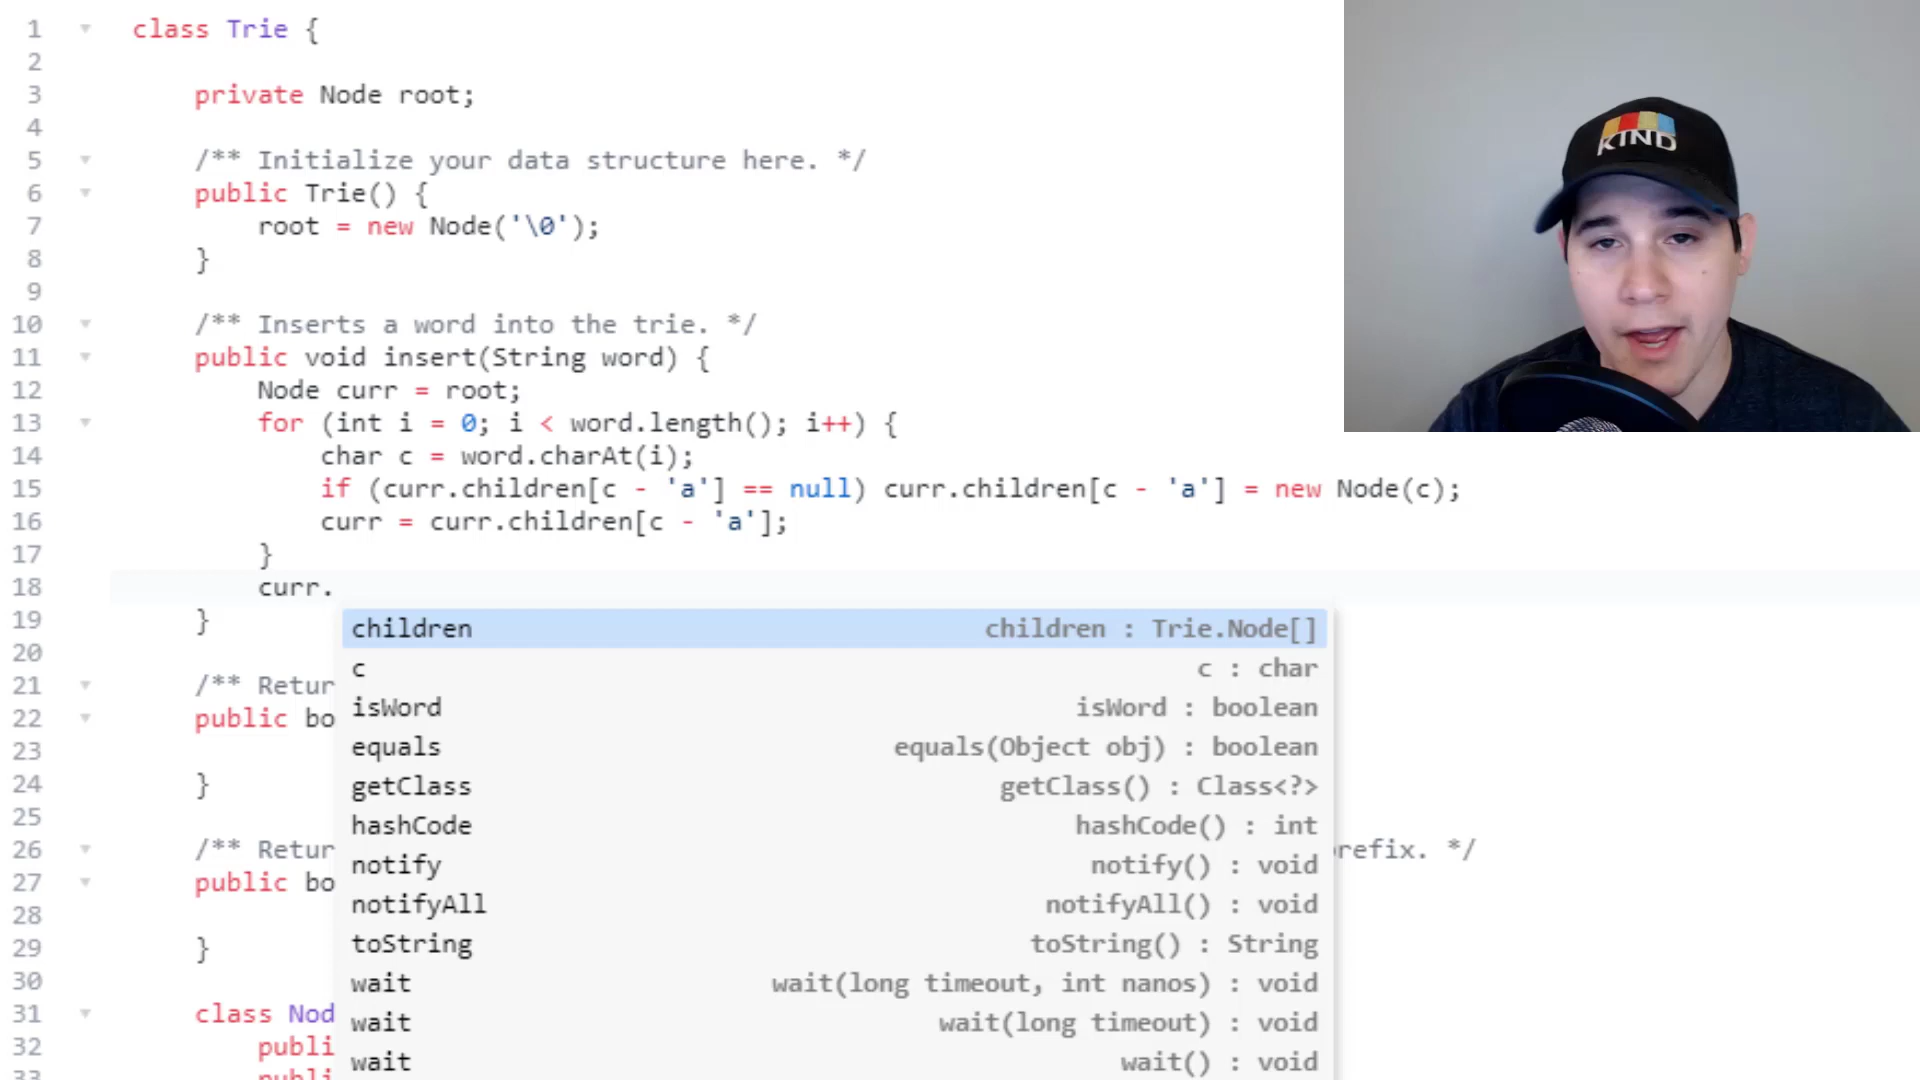 1 class Trie {
2
3 private Node root;
4
5 /** Initialize your data structure here. */
6 public Trie() {
7 root = new Node('\0');
8 }
9
10 /** Inserts a word into the trie. */
11 public void insert(String word) {
12 Node curr = root;
13 for (int i = 0; i < word.length(); i++) {
14 char c = word.charAt(i);
15 if (curr.children[c - 'a'] == null) curr.children[c - 'a'] = new Node(c);
16 curr = curr.children[c - 'a'];
17 }
18 curr.
19 }
20
21 /** Retur
22 public bo
23
24 }
25
26 /** Retur refix. */
27 public bo
28
29 }
30
31 class Nod
32 publi
33 publi
children children : Trie.Node[]
c c : char
isWord isWord : boolean
equals equals(Object obj) : boolean
getClass getClass() : Class<?>
hashCode hashCode() : int
notify notify() : void
notifyAll notifyAll() : void
toString toString() : String
wait wait(long timeout, int nanos) : void
wait wait(long timeout) : void
wait wait() : void
KIND